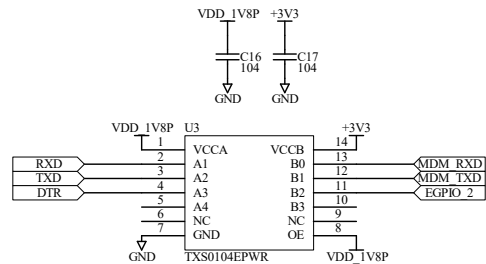 VDD_1V8P +3V3
C16
104
C17
104
GND GND
VDD_1V8P U3 +3V3
1 VCCA VCCB 14
RXD 2 A1 B0 13 MDM_RXD
TXD 3 A2 B1 12 MDM_TXD
DTR 4 A3 B2 11 EGPIO_2
5 A4 B3 10
6 NC NC 9
7 GND OE 8
GND TXS0104EPWR VDD_1V8P